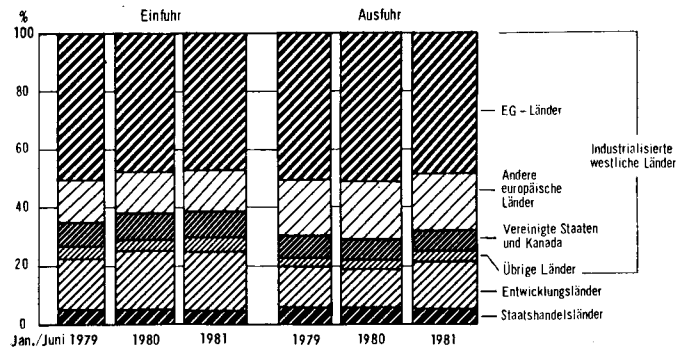 % Einfuhr Ausfuhr
100
80
60
40
20
0
EG - Länder
Industrialisierte
westliche Länder
Andere
europäische
Länder
Vereinigte Staaten
und Kanada
Übrige Länder
Entwicklungsländer
Staatshandelsländer
Jan./Juni 1979 1980 1981 1979 1980 1981